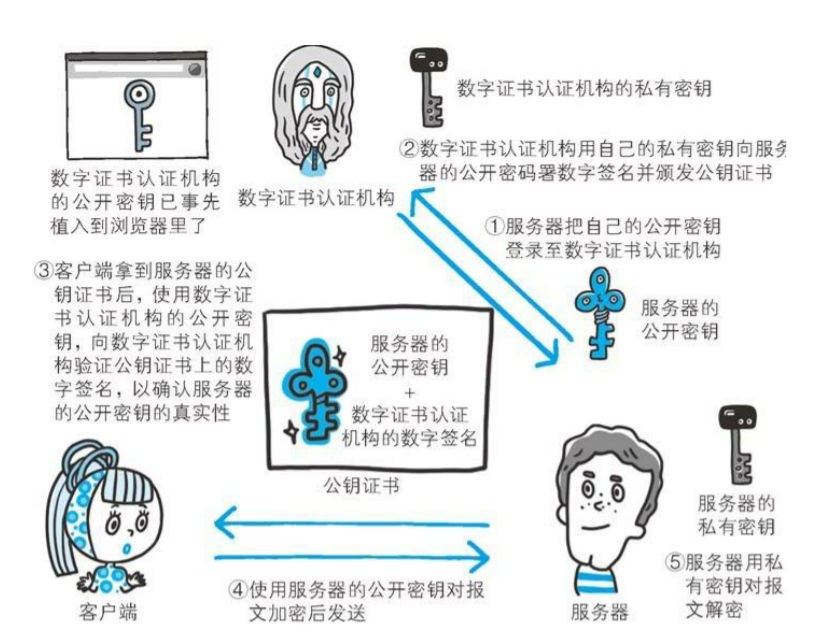 数字证书认证机构的私有密钥
②数字证书认证机构用自己的私有密钥向服务
器的公开密码署数字签名并颁发公钥证书
数字证书认证机构
的公开密钥已事先
植入到浏览器里了
数字证书认证机构
①服务器把自己的公开密钥
登录至数字证书认证机构
服务器的
公开密钥
③客户端拿到服务器的公
钥证书后，使用数字证
书认证机构的公开密
钥，向数字证书认证机
构验证公钥证书上的数
字签名，以确认服务器
的公开密钥的真实性
服务器的
公开密钥
+
数字证书认证
机构的数字签名
公钥证书
服务器的
私有密钥
④使用服务器的公开密钥对报
文加密后发送
⑤服务器用私
有密钥对报
文解密
客户端
服务器